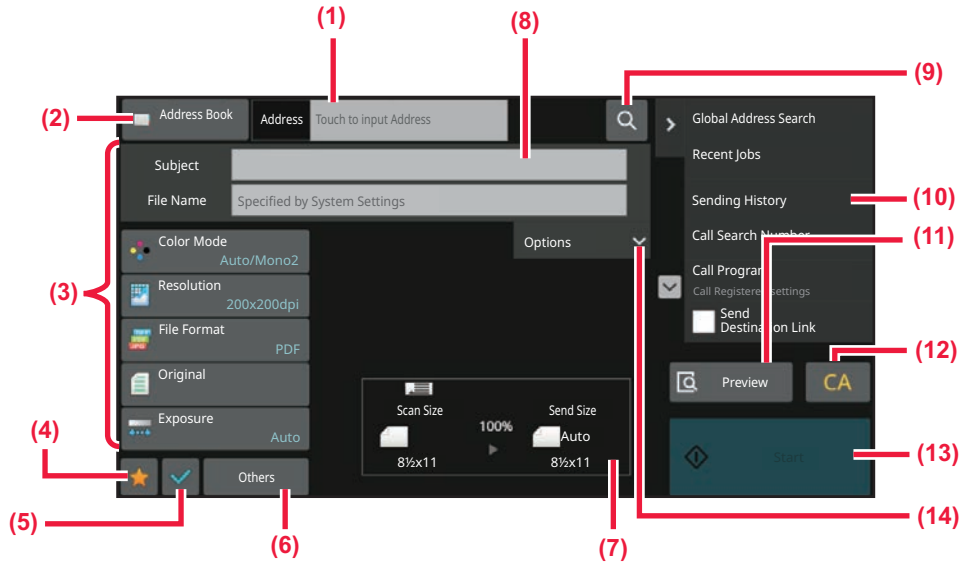 (1)
(8)
(9)
(2)
Address Book
Address
Touch to input Address
Global Address Search
Subject
Recent Jobs
File Name
Specified by System Settings
Sending History
(10)
Options
Call Search Number
(11)
(3)
Color Mode
Auto/Mono2
Call Program
Call Registered settings
Resolution
200x200dpi
Send
Destination Link
File Format
PDF
(12)
Original
Preview
CA
Exposure
Auto
Scan Size
100%
Send Size
Auto
8½x11
8½x11
(4)
Start
(13)
Others
(5)
(6)
(7)
(14)